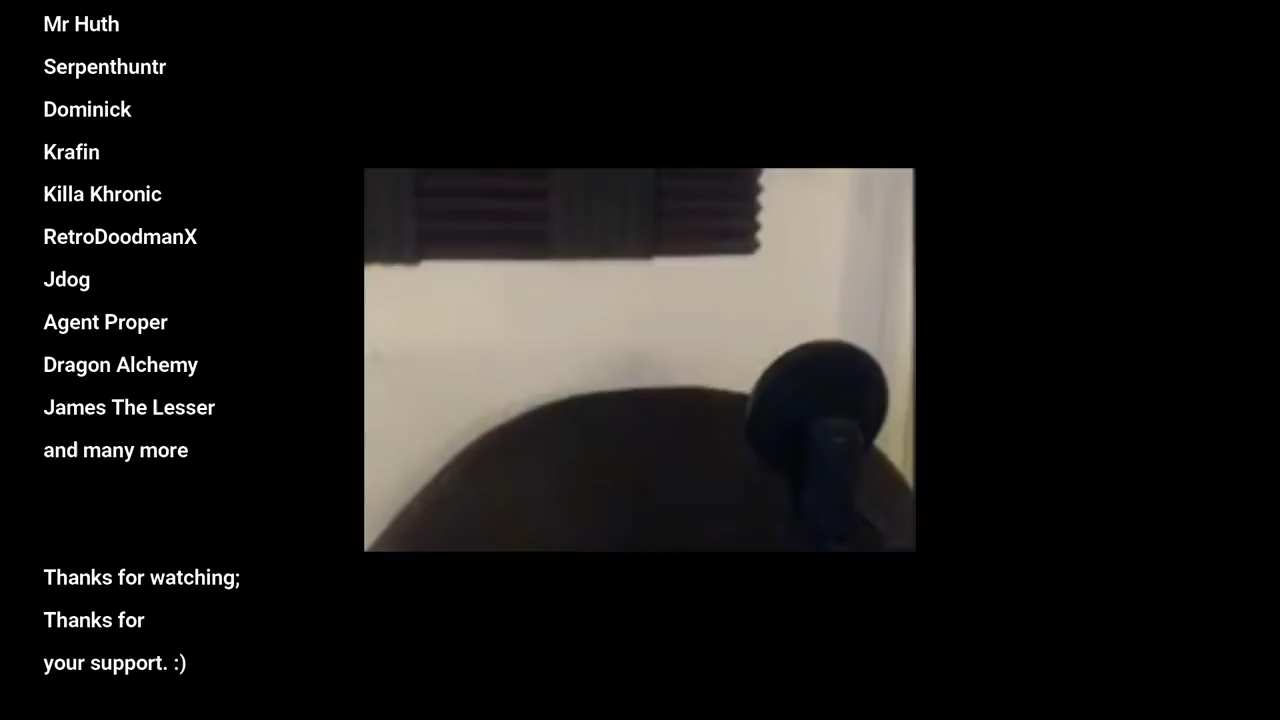 Mr Huth
Serpenthuntr
Dominick
Krafin
Killa Khronic
RetroDoodmanX
Jdog
Agent Proper
Dragon Alchemy
James The Lesser
and many more
Thanks for watching;
Thanks for
your support. :)